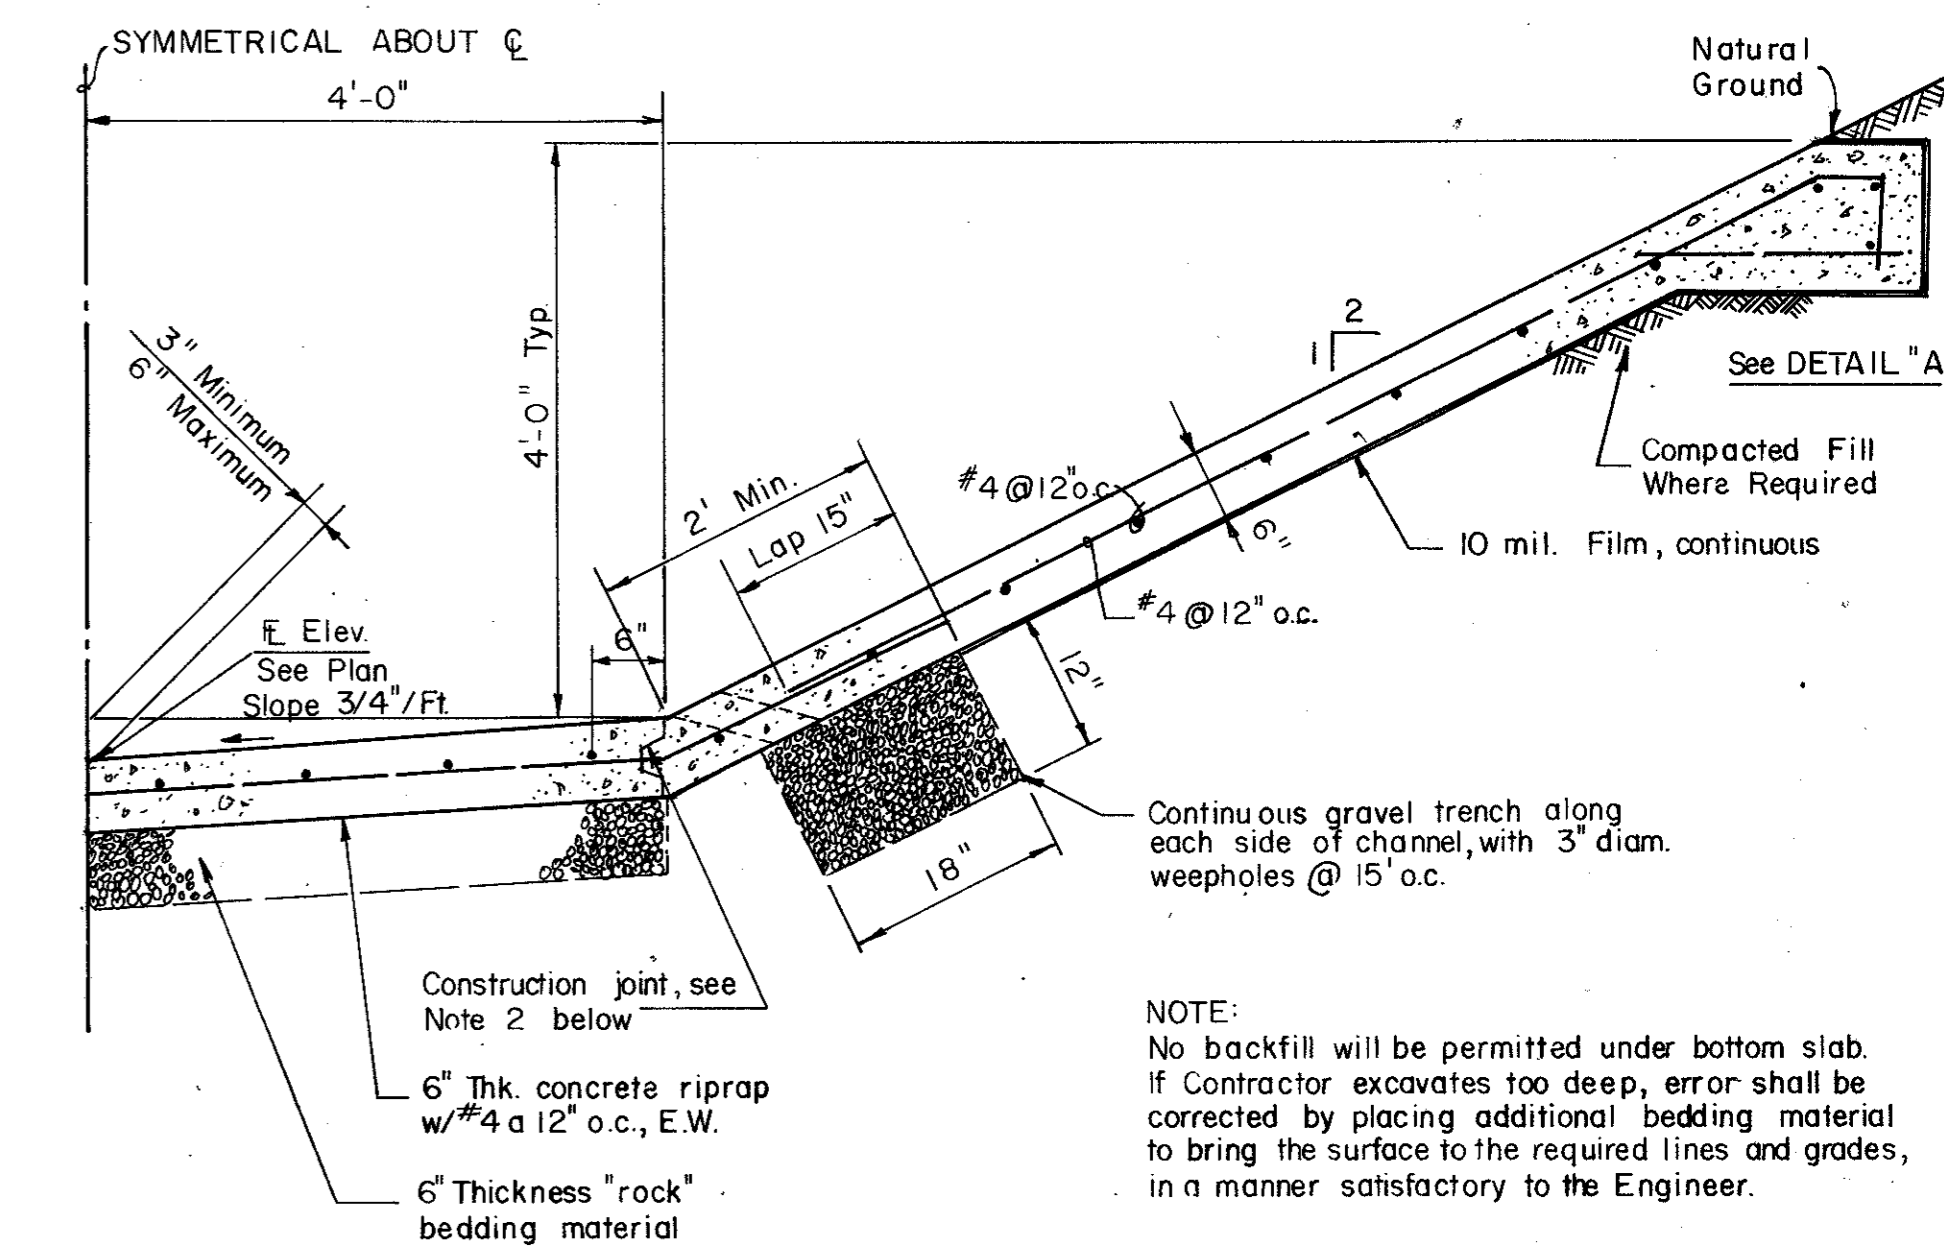 SYMMETRICAL ABOUT ℄
4'-0"
Natural
Ground
4'-0" Typ.
3" Minimum
6" Maximum
2
1
See DETAIL "A
Compacted Fill
Where Required
10 mil. Film, continuous
#4@12"o.c.
2' Min.
Lap 15"
6"
#4@12" o.c.
12"
6"
Elev.
See Plan
Slope 3/4"/Ft.
18"
Continuous gravel trench along
each side of channel, with 3" diam.
weepholes @ 15' o.c.
Construction joint, see
Note 2 below
6" Thk. concrete riprap
w/#4 a 12" o.c., E.W.
6" Thickness "rock"
bedding material
NOTE:
No backfill will be permitted under bottom slab.
If Contractor excavates too deep, error shall be
corrected by placing additional bedding material
to bring the surface to the required lines and grades,
in a manner satisfactory to the Engineer.